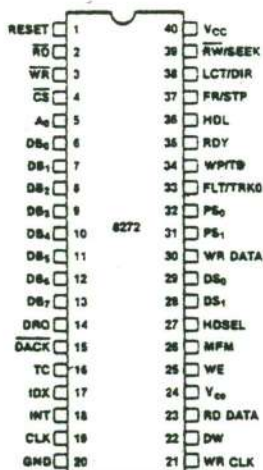 RESET 1 40 Vcc
RD 2 39 RW/SEEK
WR 3 38 LCT/DIR
CS 4 37 FR/STP
A0 5 36 HDL
DB0 6 35 RDY
DB1 7 34 WP/TS
DB2 8 33 FLT/TRK0
DB3 9 32 PS0
DB4 10 8272 31 PS1
DB5 11 30 WR DATA
DB6 12 29 DS0
DB7 13 28 DS1
DRQ 14 27 HDSEL
DACK 15 26 MFM
TC 16 25 WE
IDX 17 24 Vco
INT 18 23 RD DATA
CLK 19 22 DW
GND 20 21 WR CLK